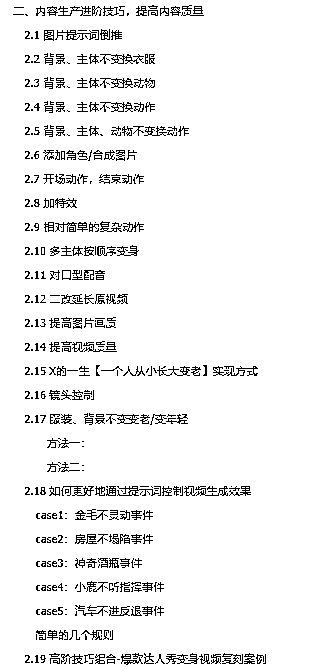 二、内容生产进阶技巧，提高内容质量
2.1 图片提示词倒推
2.2 背景、主体不变换衣服
2.3 背景、主体不变换动物
2.4 背景、主体不变换动作
2.5 背景、主体、动物不变换动作
2.6 添加角色/合成图片
2.7 开场动作，结束动作
2.8 加特效
2.9 相对简单的复杂动作
2.10 多主体按顺序变身
2.11 对口型配音
2.12 二改延长原视频
2.13 提高图片画质
2.14 提高视频质量
2.15 X的一生【一个人从小长大变老】实现方式
2.16 镜头控制
2.17 服装、背景不变变老/变年轻
方法一：
方法二：
2.18 如何更好地通过提示词控制视频生成效果
case1：金毛不灵动事件
case2：房屋不塌陷事件
case3：神奇酒瓶事件
case4：小鹿不听指挥事件
case5：汽车不进反退事件
简单的几个规则
2.19 高阶技巧组合-爆款达人秀变身视频复刻案例